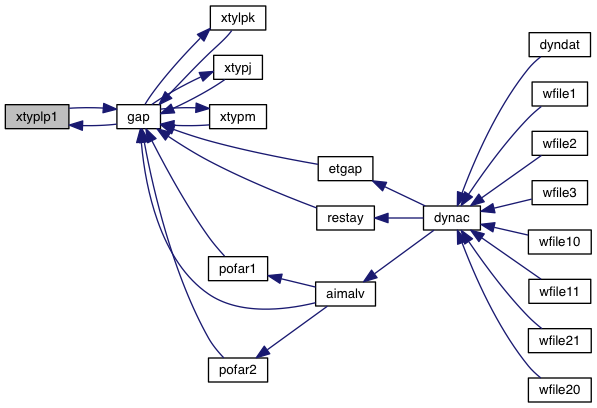 xtyplp1
gap
xtylpk
xtypj
xtypm
etgap
restay
pofar1
aimalv
pofar2
dynac
dyndat
wfile1
wfile2
wfile3
wfile10
wfile11
wfile21
wfile20